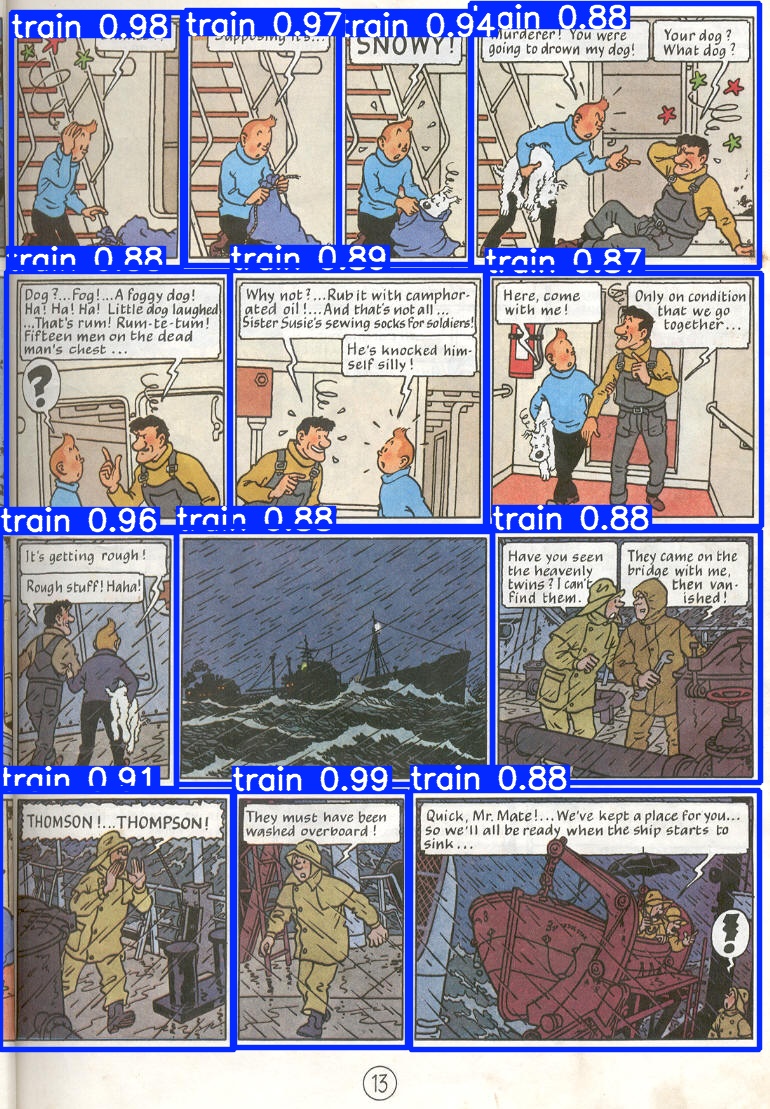 train 0.98
train 0.97
train 0.94
train 0.88
Supposing it's...
SNOWY!
Murderer! You were
going to drown my dog!
Your dog?
What dog?
train 0.88
train 0.89
train 0.87
Dog?...Fog!...A foggy dog!
Ha! Ha! Ha! Little dog laughed
...That's rum! Rum-te-tum!
Fifteen men on the dead
man's chest...
?
Why not?...Rub it with camphor-
ated oil!...And that's not all...
Sister Susie's sewing socks for soldiers!
He's knocked him-
self silly!
Here, come
with me!
Only on condition
that we go
together...
train 0.96
train 0.88
train 0.88
It's getting rough!
Rough stuff! Haha!
Have you seen
the heavenly
twins? I can't
find them.
They came on the
bridge with me,
then van-
ished!
train 0.91
train 0.99
train 0.88
THOMSON!...THOMPSON!
They must have been
washed overboard!
Quick, Mr. Mate!...We've kept a place for you...
so we'll all be ready when the ship starts to
sink...
!
13